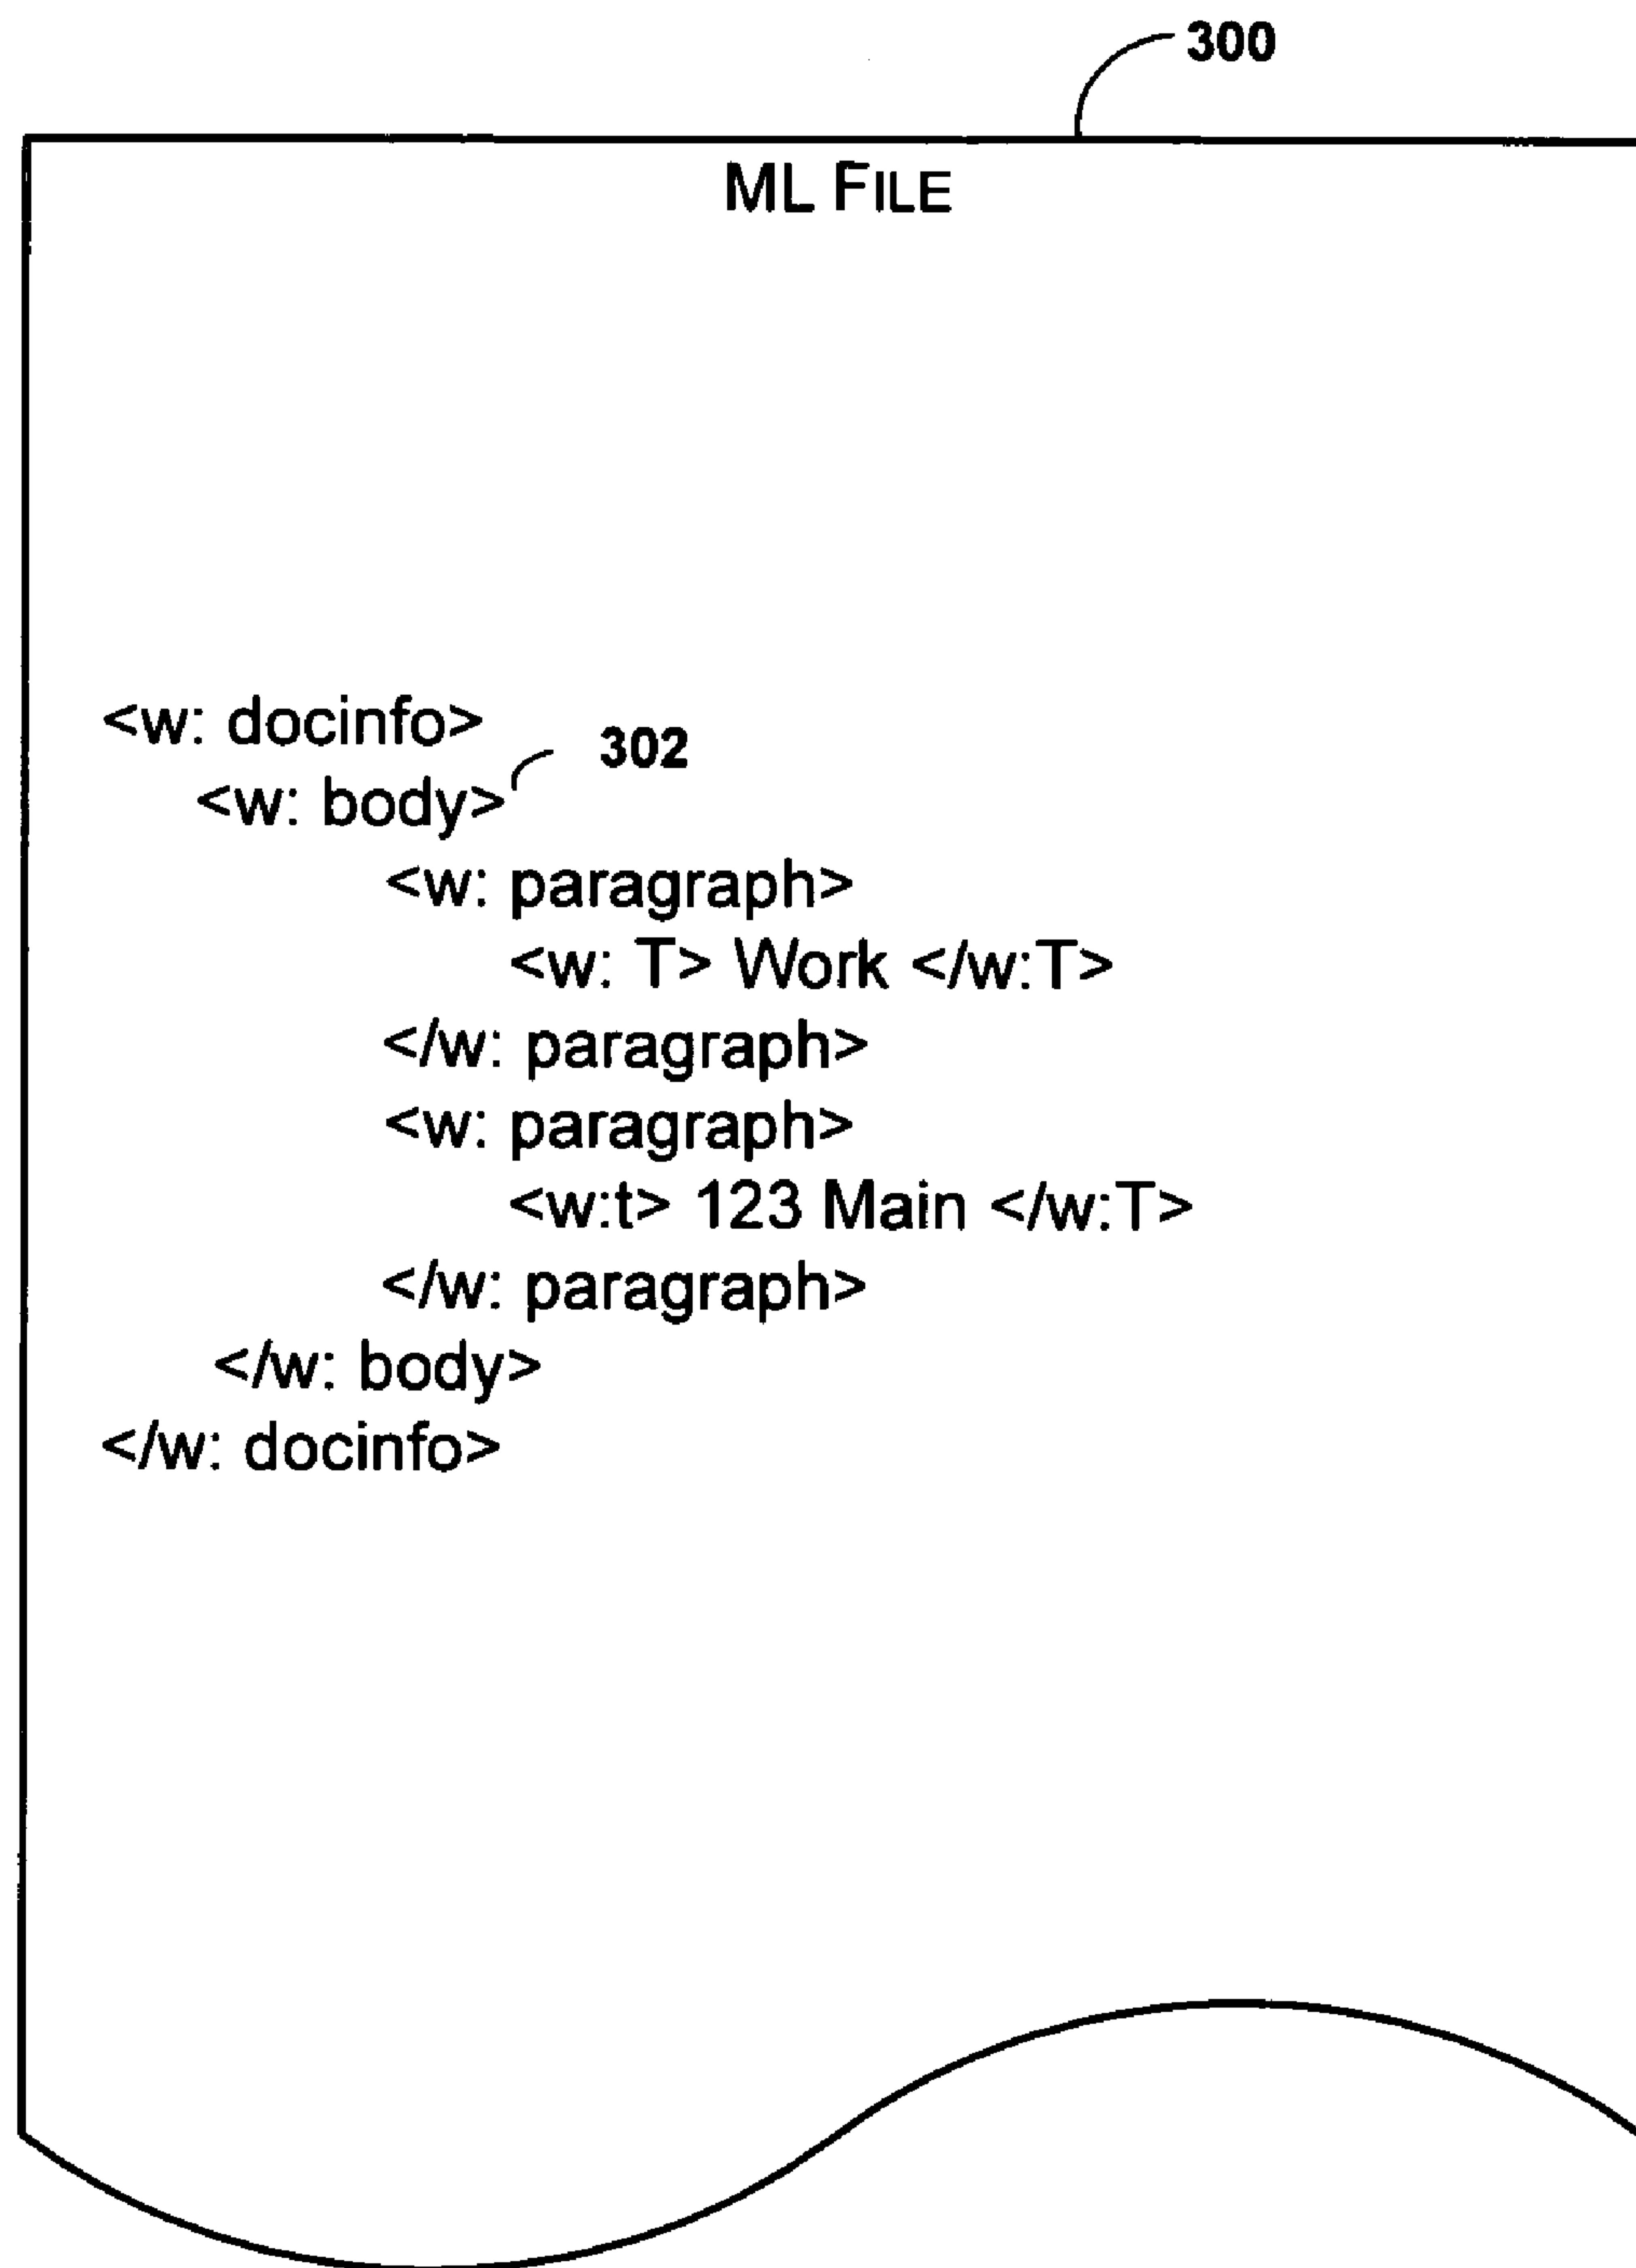 300
ML FILE
<w: docinfo>
302
<w: body>
<w: paragraph>
<w: T> Work </w:T>
</w: paragraph>
<w: paragraph>
<w:t> 123 Main </w:T>
</w: paragraph>
</w: body>
</w: docinfo>